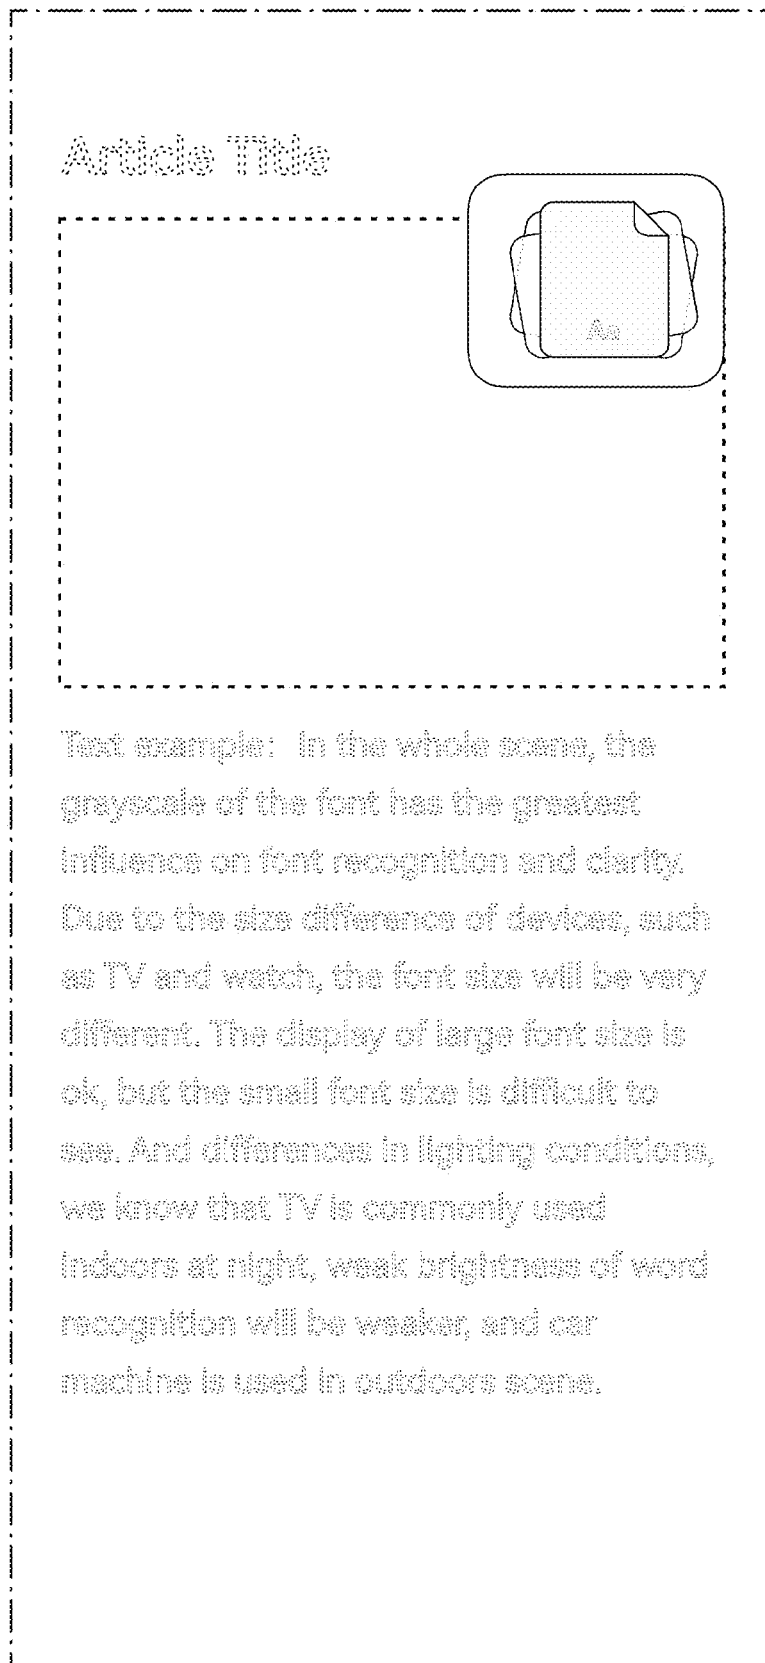 Article Title
Aa
Text example: In the whole scene, the
grayscale of the font has the greatest
influence on font recognition and clarity.
Due to the size difference of devices, such
as TV and watch, the font size will be very
different. The display of large font size is
ok, but the small font size is difficult to
see. And differences in lighting conditions,
we know that TV is commonly used
indoors at night, weak brightness of word
recognition will be weaker, and car
machine is used in outdoors scene.